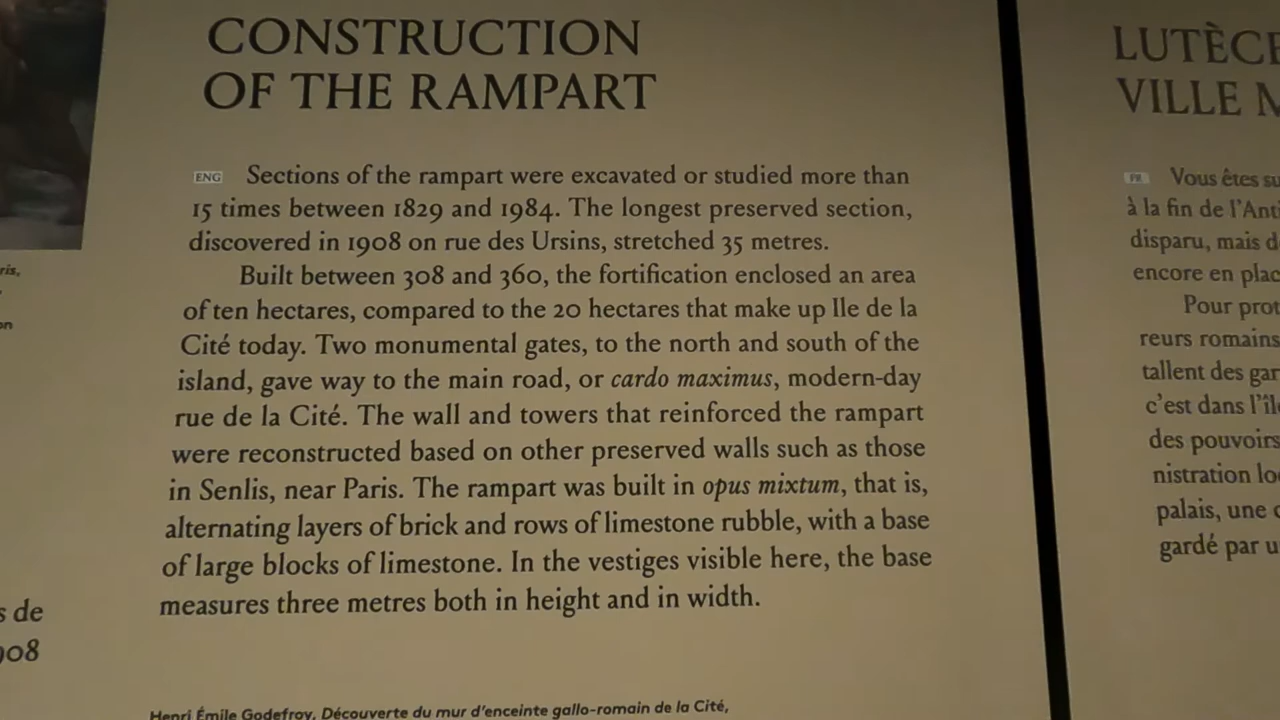 CONSTRUCTION
OF THE RAMPART
ENG Sections of the rampart were excavated or studied more than
15 times between 1829 and 1984. The longest preserved section,
discovered in 1908 on rue des Ursins, stretched 35 metres.
Built between 308 and 360, the fortification enclosed an area
of ten hectares, compared to the 20 hectares that make up Ile de la
Cité today. Two monumental gates, to the north and south of the
island, gave way to the main road, or cardo maximus, modern-day
rue de la Cité. The wall and towers that reinforced the rampart
were reconstructed based on other preserved walls such as those
in Senlis, near Paris. The rampart was built in opus mixtum, that is,
alternating layers of brick and rows of limestone rubble, with a base
of large blocks of limestone. In the vestiges visible here, the base
measures three metres both in height and in width.
Henri Émile Godefroy, Découverte du mur d'enceinte gallo-romain de la Cité,
ris,
on
s de
908
LUTÈCE
VILLE M
FR Vous êtes su
à la fin de l'Anti
disparu, mais d
encore en plac
Pour prot
reurs romains
tallent des gar
c'est dans l'îl
des pouvoirs
nistration lo
palais, une
gardé par u